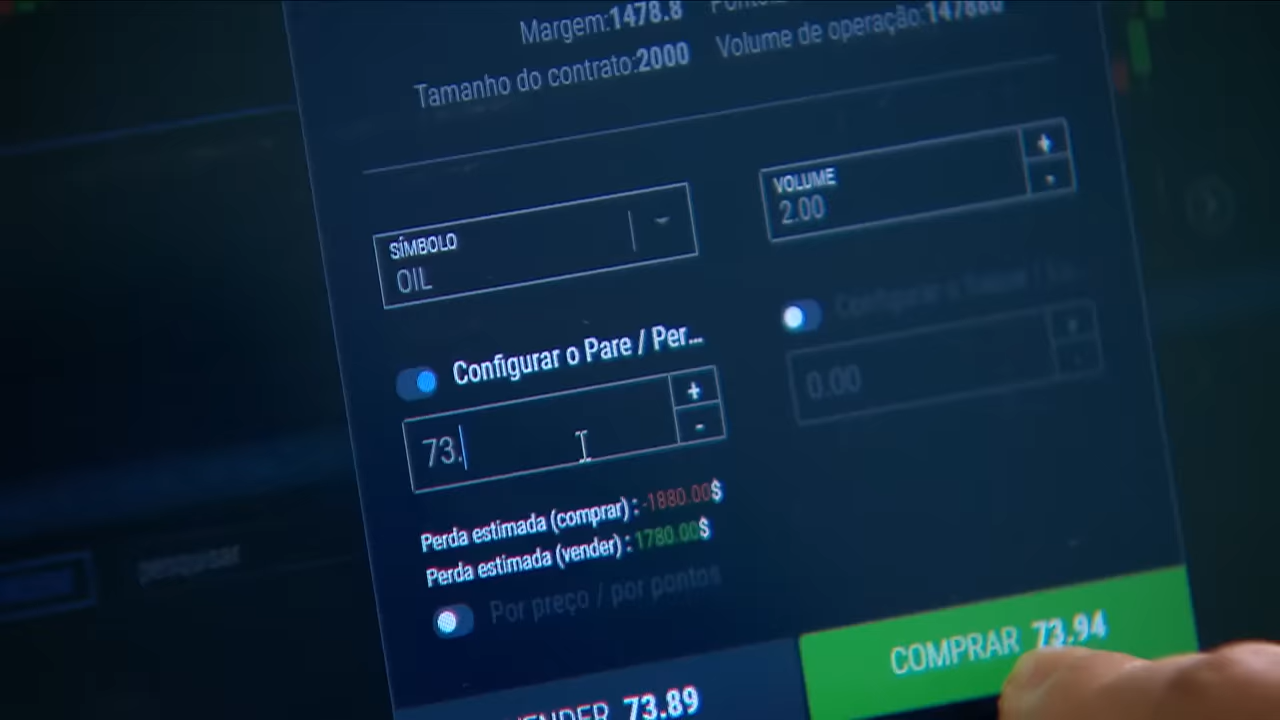 Margem:1478.8
Tamanho do contrato:2000
Volume de operação:147880
SÍMBOLO
OIL
VOLUME
2.00
+
-
Configurar o Pare / Per...
73.
+
-
0.00
Perda estimada (comprar) : -1880.00$
Perda estimada (vender) : 1780.00$
Por preço / por pontos
73.89
COMPRAR 73.94